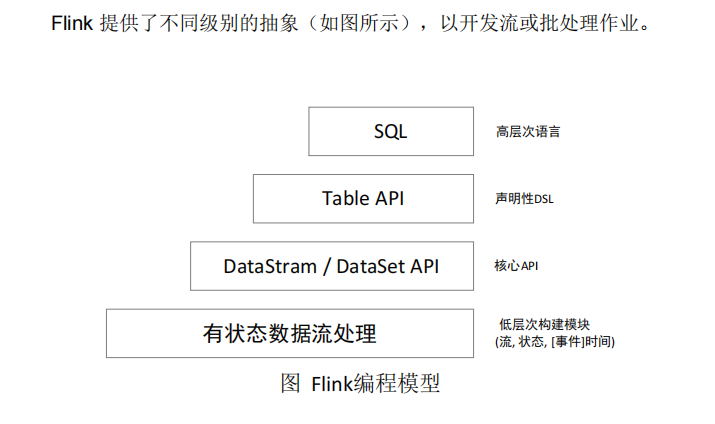 Flink 提供了不同级别的抽象（如图所示），以开发流或批处理作业。
SQL
高层次语言
Table API
声明性DSL
DataStram / DataSet API
核心API
有状态数据流处理
低层次构建模块
(流, 状态, [事件]时间)
图 Flink编程模型